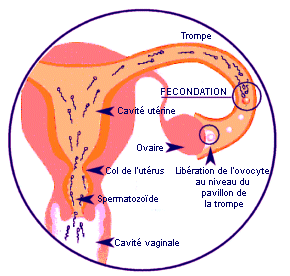 Trompe
FECONDATION
Cavité utérine
Ovaire
Libération de l'ovocyte
au niveau du
pavillon de
la trompe
Col de l'utérus
Spermatozoïde
Cavité vaginale